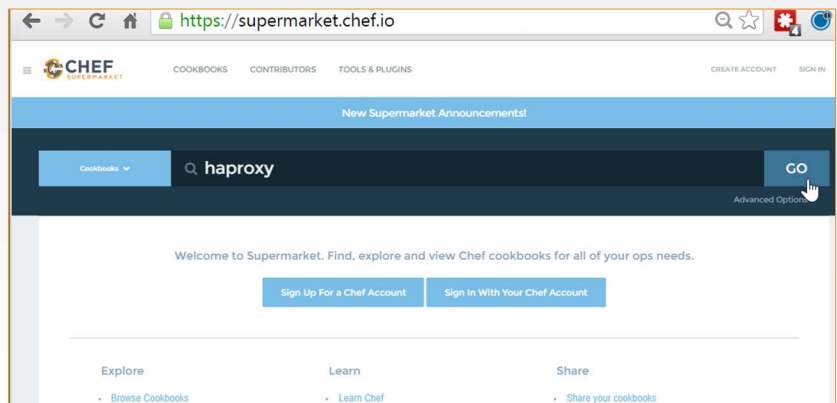 https://supermarket.chef.io
4
CHEF
SUPERMARKET
COOKBOOKS CONTRIBUTORS TOOLS & PLUGINS CREATE ACCOUNT SIGN IN
New Supermarket Announcements!
Cookbooks haproxy GO
Advanced Options
Welcome to Supermarket. Find, explore and view Chef cookbooks for all of your ops needs.
Sign Up For a Chef Account Sign In With Your Chef Account
Explore Learn Share
• Browse Cookbooks • Learn Chef • Share your cookbooks